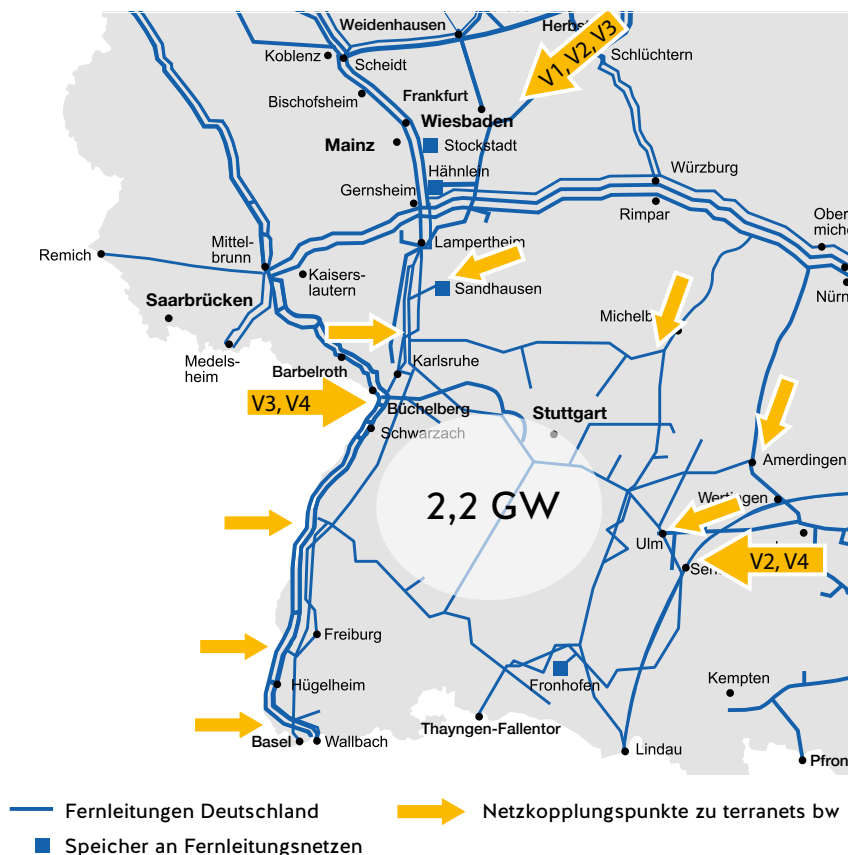 Weidenhausen
Koblenz
Scheidt
V1, V2, V3
Schlüchtern
Bischofsheim
Frankfurt
Wiesbaden
Mainz
Stockstadt
Hähnlein
Würzburg
Gernsheim
Rimpar
Mittel-
brunn
Lampertheim
Remich
Kaisers-
lautern
Sandhausen
Saarbrücken
Medels-
heim
Barbelroth
Karlsruhe
V3, V4
Büchelberg
Stuttgart
Schwarzach
Amerdingen
Wertingen
2,2 GW
Ulm
V2, V4
Freiburg
Hügelheim
Fronhofen
Kempten
Basel
Wallbach
Thayngen-Fallentor
Lindau
Pfron
Fernleitungen Deutschland
Netzkopplungspunkte zu terranets bw
Speicher an Fernleitungsnetzen